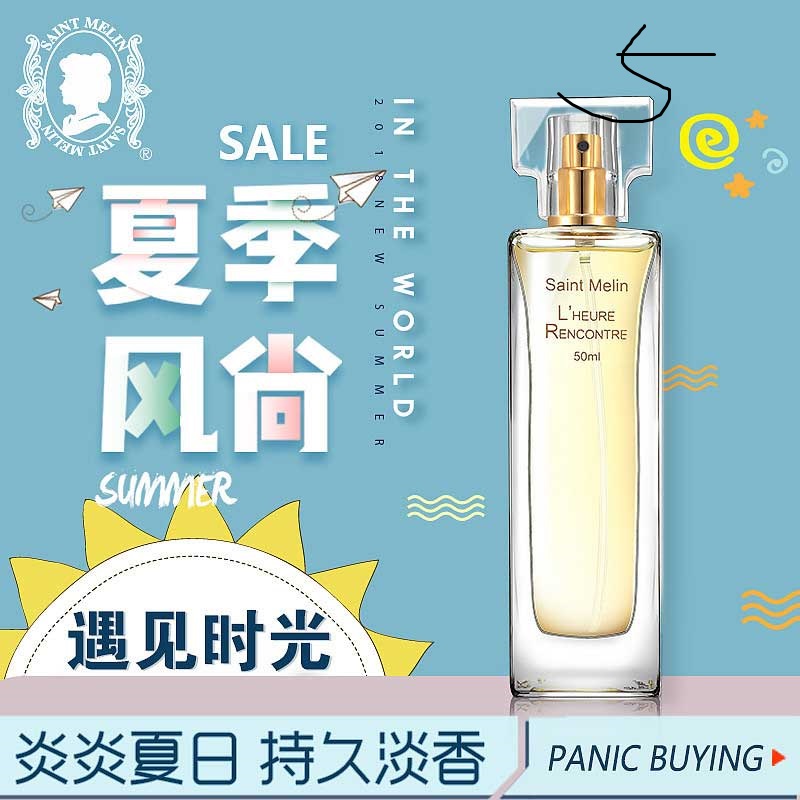 SAINT MELIN
SAINT MELIN
®
SALE
夏季
风尚
SUMMER
IN THE WORLD
2018 NEW SUMMER
5
Saint Melin
L'HEURE
RENCONTRE
50ml
遇见时光
炎炎夏日 持久淡香
PANIC BUYING